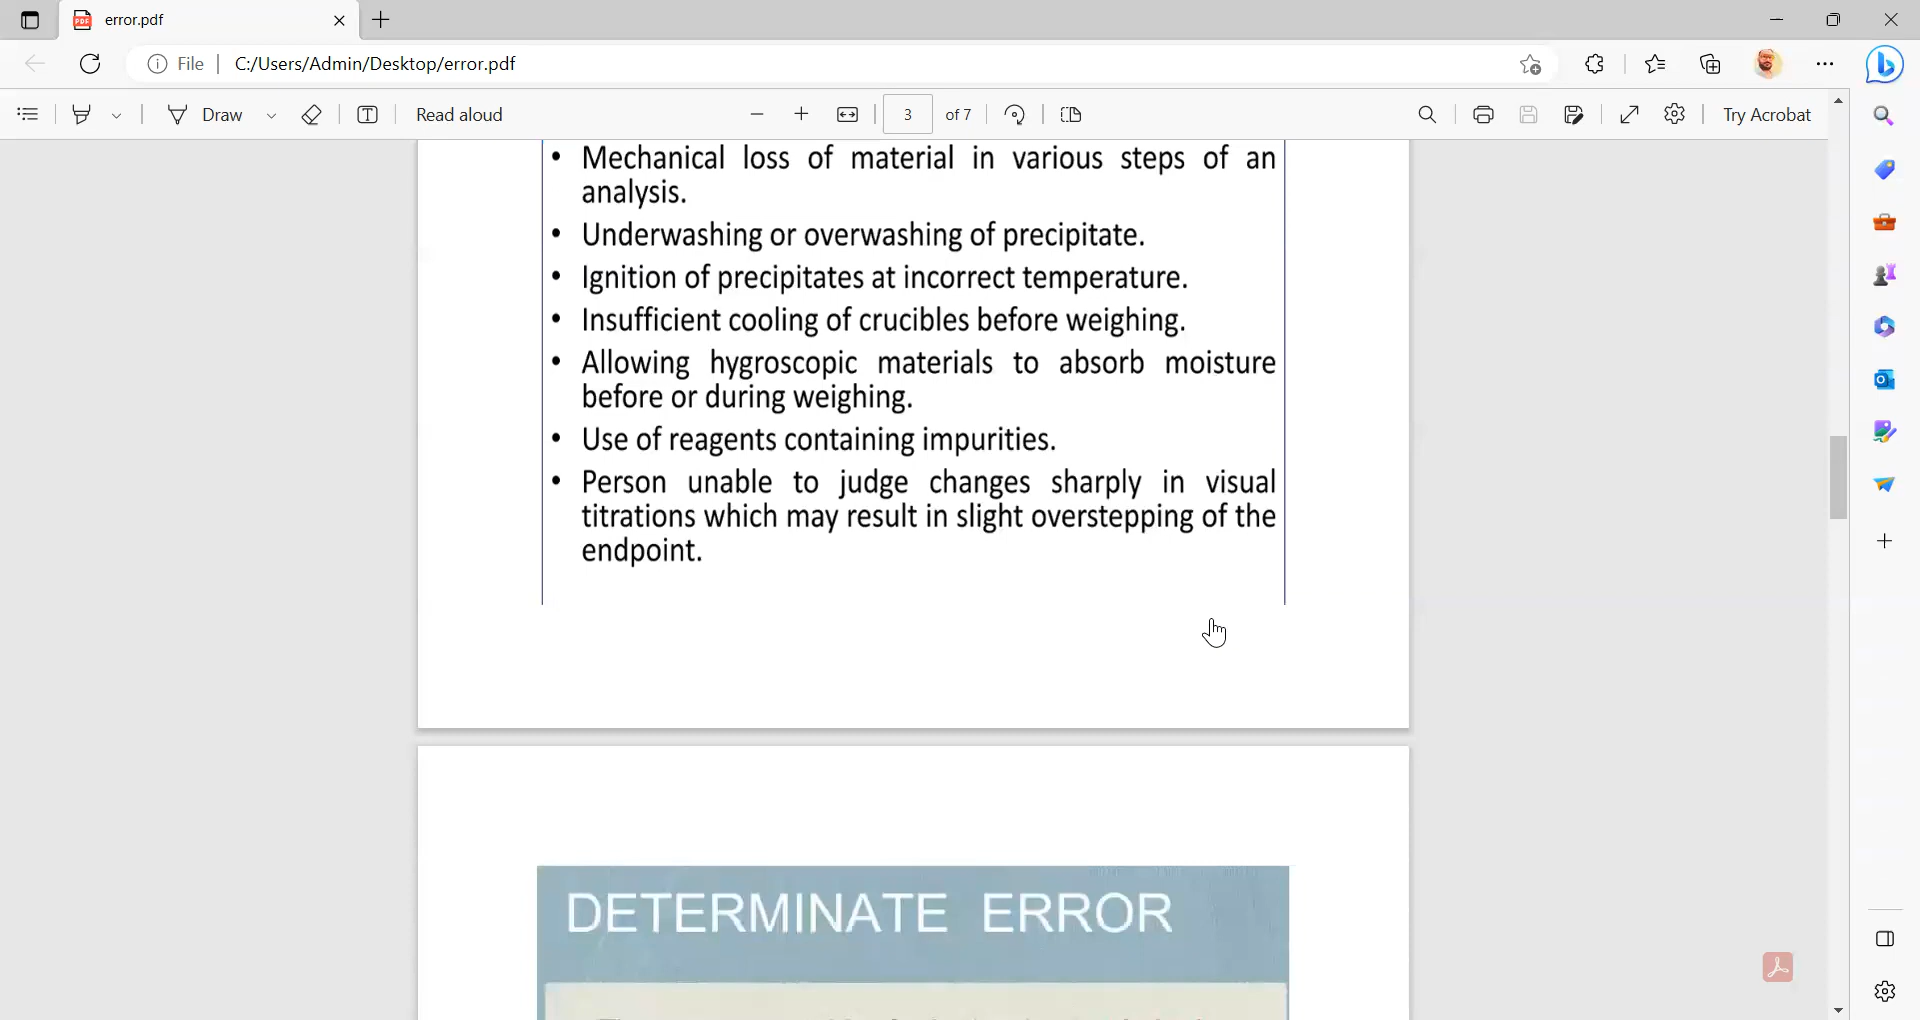 error.pdf
File
C:/Users/Admin/Desktop/error.pdf
Draw
Read aloud
3 of 7
Try Acrobat
• Mechanical loss of material in various steps of an
analysis.
• Underwashing or overwashing of precipitate.
• Ignition of precipitates at incorrect temperature.
• Insufficient cooling of crucibles before weighing.
• Allowing hygroscopic materials to absorb moisture
before or during weighing.
• Use of reagents containing impurities.
• Person unable to judge changes sharply in visual
titrations which may result in slight overstepping of the
endpoint.
DETERMINATE ERROR